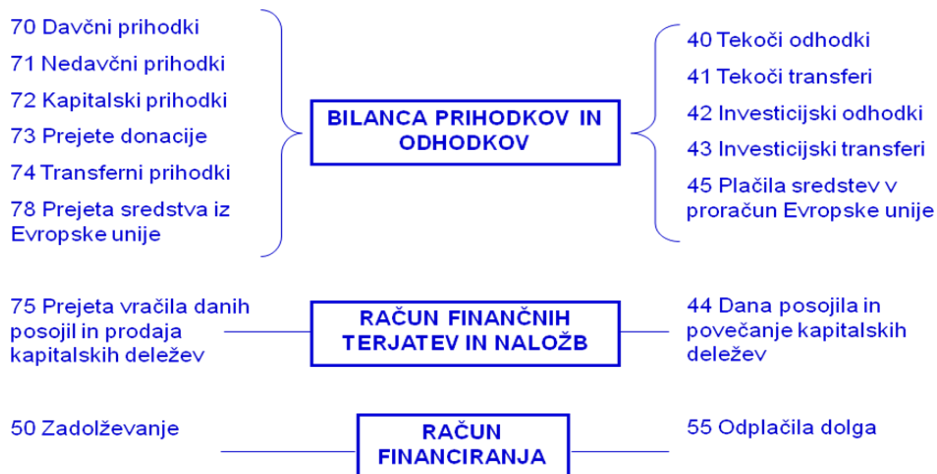 70 Davčni prihodki
71 Nedavčni prihodki
72 Kapitalski prihodki
73 Prejete donacije
74 Transferni prihodki
78 Prejeta sredstva iz
Evropske unije
BILANCA PRIHODKOV IN
ODHODKOV
40 Tekoči odhodki
41 Tekoči transferi
42 Investicijski odhodki
43 Investicijski transferi
45 Plačila sredstev v
proračun Evropske unije
75 Prejeta vračila danih
posojil in prodaja
kapitalskih deležev
RAČUN FINANČNIH
TERJATEV IN NALOŽB
44 Dana posojila in
povečanje kapitalskih
deležev
50 Zadolževanje
RAČUN
FINANCIRANJA
55 Odplačila dolga